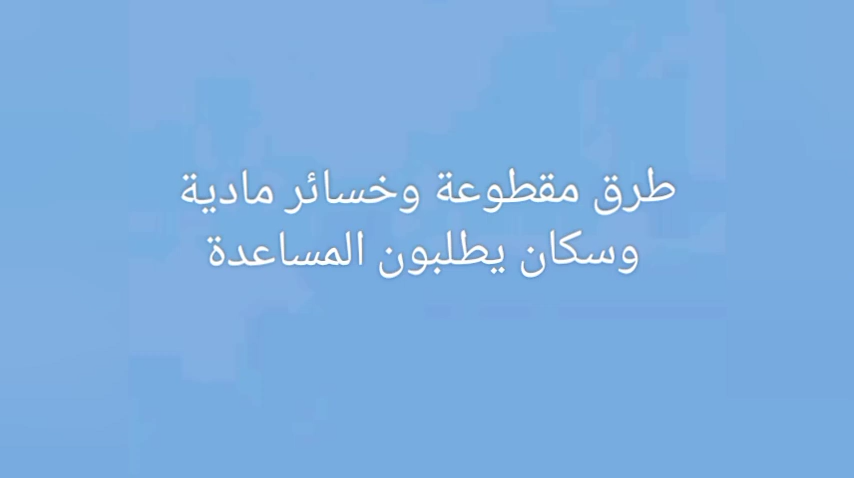 طرق مقطوعة وخسائر مادية
وسكان يطلبون المساعدة